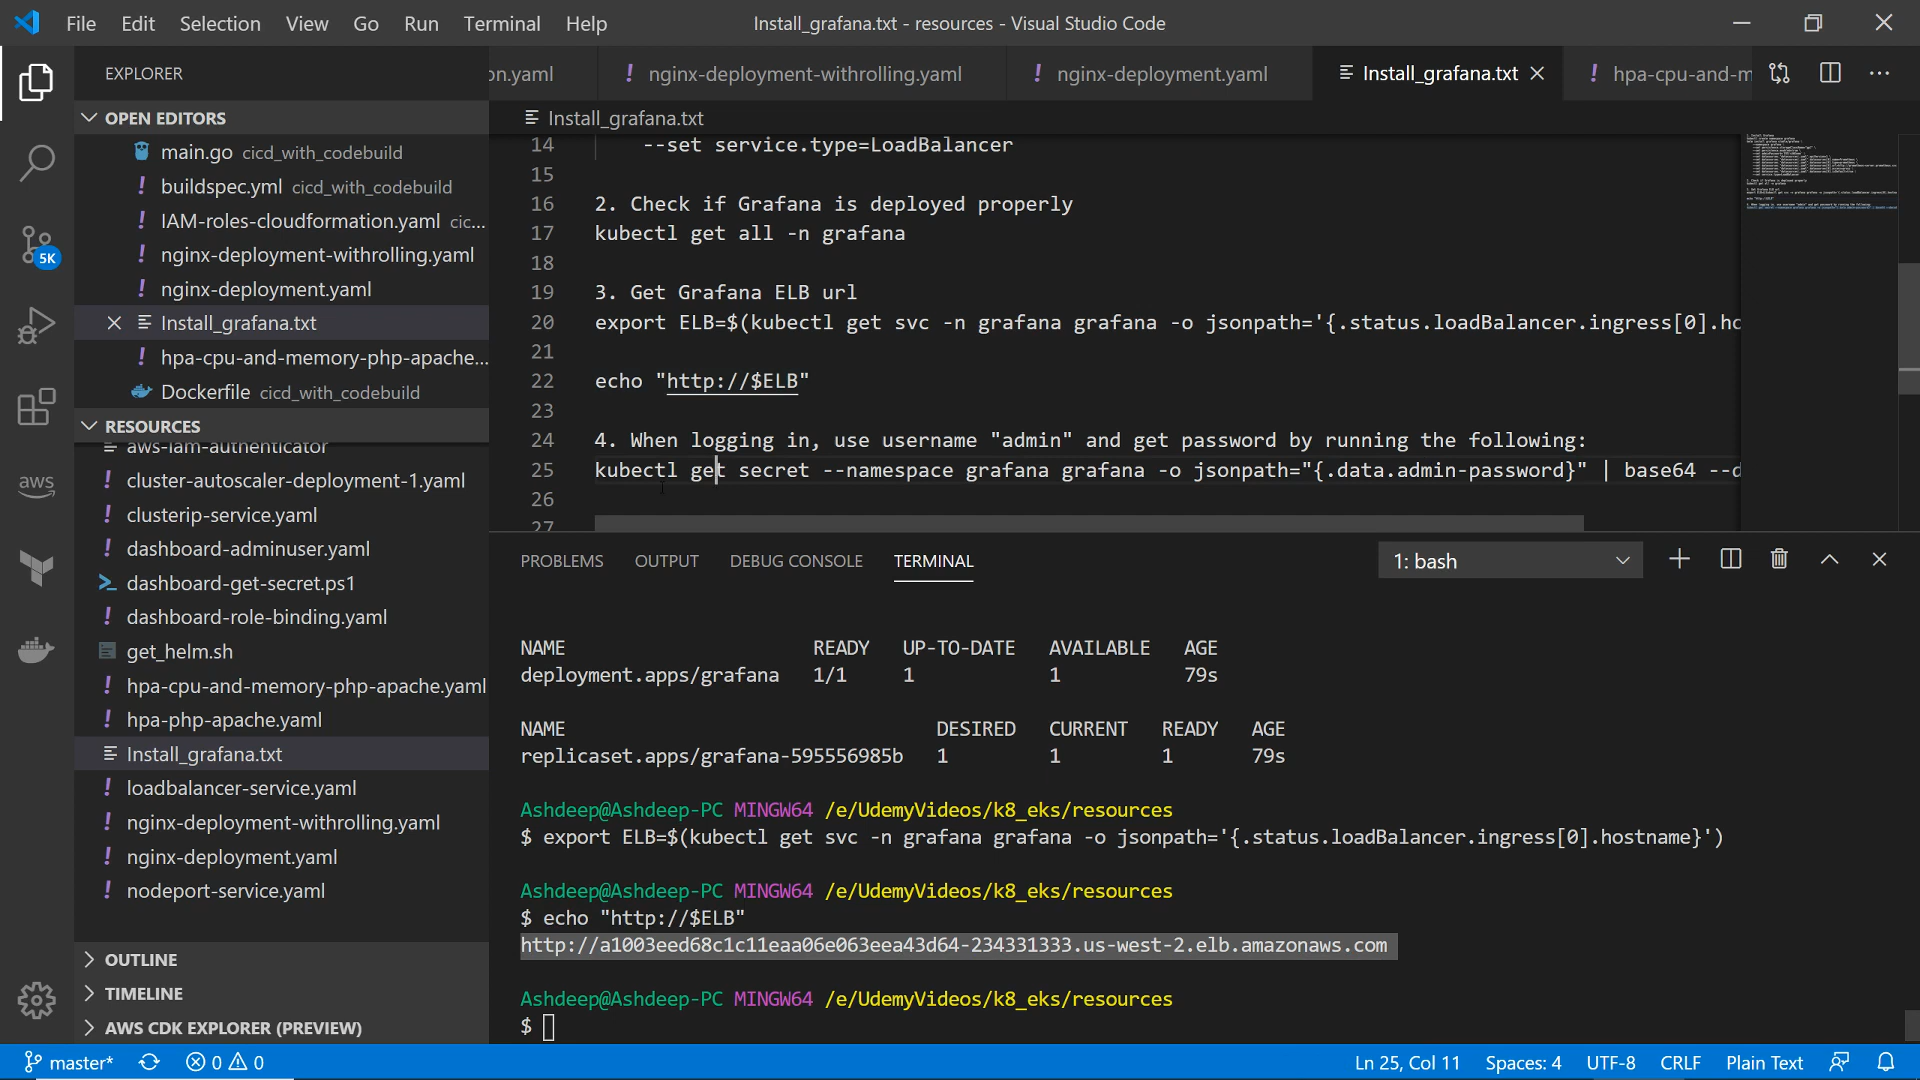 File Edit Selection View Go Run Terminal Help
Install_grafana.txt - resources - Visual Studio Code
EXPLORER
on.yaml
! nginx-deployment-withrolling.yaml
! nginx-deployment.yaml
Install_grafana.txt
! hpa-cpu-and-m
OPEN EDITORS
main.go cicd_with_codebuild
! buildspec.yml cicd_with_codebuild
! IAM-roles-cloudformation.yaml cic...
! nginx-deployment-withrolling.yaml
! nginx-deployment.yaml
Install_grafana.txt
! hpa-cpu-and-memory-php-apache...
Dockerfile cicd_with_codebuild
RESOURCES
aws-iam-authenticator
! cluster-autoscaler-deployment-1.yaml
! clusterip-service.yaml
! dashboard-adminuser.yaml
dashboard-get-secret.ps1
! dashboard-role-binding.yaml
get_helm.sh
! hpa-cpu-and-memory-php-apache.yaml
! hpa-php-apache.yaml
Install_grafana.txt
! loadbalancer-service.yaml
! nginx-deployment-withrolling.yaml
! nginx-deployment.yaml
! nodeport-service.yaml
OUTLINE
TIMELINE
AWS CDK EXPLORER (PREVIEW)
5K
aws
Install_grafana.txt
14 --set service.type=LoadBalancer
15
16 2. Check if Grafana is deployed properly
17 kubectl get all -n grafana
18
19 3. Get Grafana ELB url
20 export ELB=$(kubectl get svc -n grafana grafana -o jsonpath='{.status.loadBalancer.ingress[0].ho
21
22 echo "http://$ELB"
23
24 4. When logging in, use username "admin" and get password by running the following:
25 kubectl get secret --namespace grafana grafana -o jsonpath="{.data.admin-password}" | base64 --d
26
27
PROBLEMS OUTPUT DEBUG CONSOLE TERMINAL
1: bash
NAME READY UP-TO-DATE AVAILABLE AGE
deployment.apps/grafana 1/1 1 1 79s
NAME DESIRED CURRENT READY AGE
replicaset.apps/grafana-595556985b 1 1 1 79s
Ashdeep@Ashdeep-PC MINGW64 /e/UdemyVideos/k8_eks/resources
$ export ELB=$(kubectl get svc -n grafana grafana -o jsonpath='{.status.loadBalancer.ingress[0].hostname}')
Ashdeep@Ashdeep-PC MINGW64 /e/UdemyVideos/k8_eks/resources
$ echo "http://$ELB"
http://a1003eed68c1c11eaa06e063eea43d64-234331333.us-west-2.elb.amazonaws.com
Ashdeep@Ashdeep-PC MINGW64 /e/UdemyVideos/k8_eks/resources
$
master* 0 0
Ln 25, Col 11 Spaces: 4 UTF-8 CRLF Plain Text